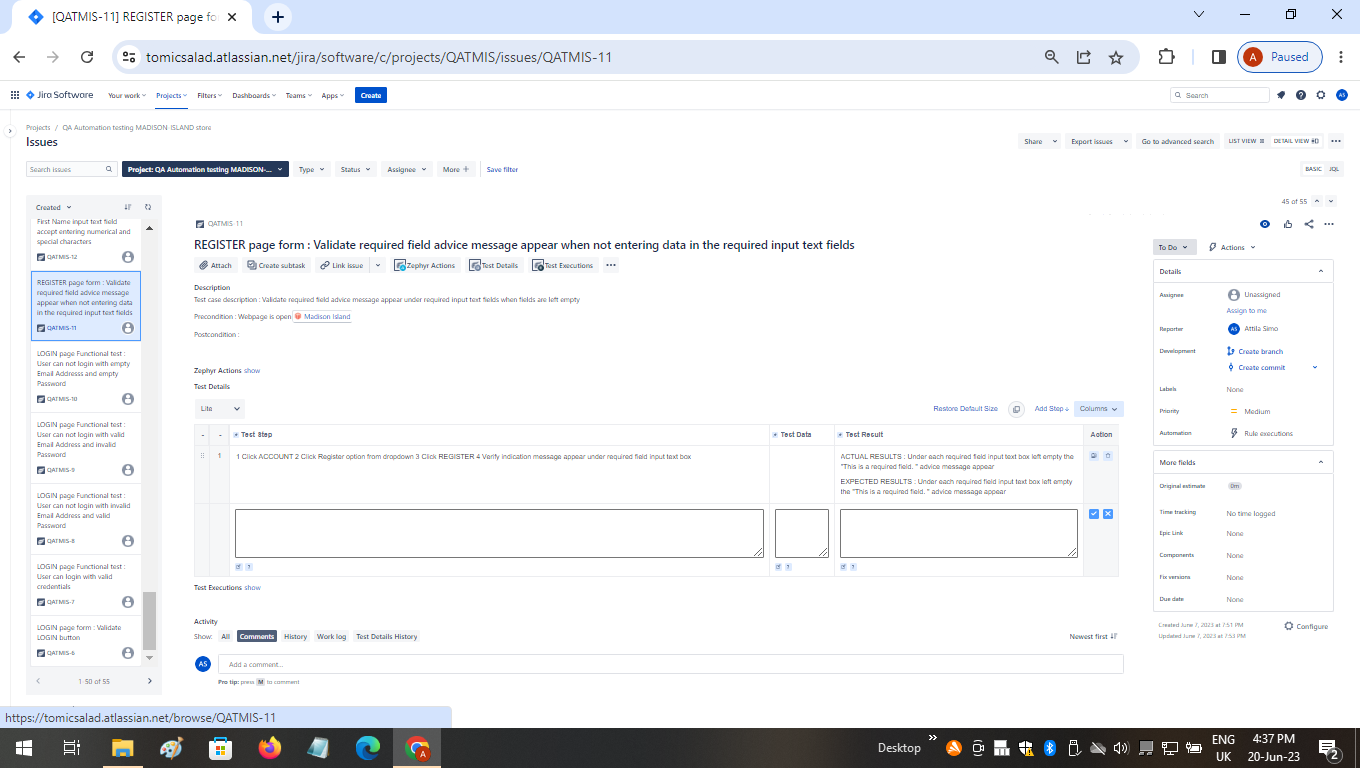 [QATMIS-11] REGISTER page fo
tomicsalad.atlassian.net/jira/software/c/projects/QATMIS/issues/QATMIS-11
A Paused
Jira Software Your work Projects Filters Dashboards Teams Apps Create Search AS
Projects / QA Automation testing MADISON ISLAND store
Issues
Share Export issues Go to advanced search LIST VIEW DETAIL VIEW
Search issues Project: QA Automation testing MADISON-... Type Status Assignee More + Save filter BASIC JQL
Created
First Name input text field
accept entering numerical and
special characters
QATMIS-12
REGISTER page form : Validate
required field advice message
appear when not entering data
in the required input text fields
QATMIS-11
LOGIN page Functional test :
User can not login with empty
Email Addresss and empty
Password
QATMIS-10
LOGIN page Functional test :
User can not login with valid
Email Address and invalid
Password
QATMIS-9
LOGIN page Functional test :
User can not login with invalid
Email Address and valid
Password
QATMIS-8
LOGIN page Functional test :
User can login with valid
credentials
QATMIS-7
LOGIN page form : Validate
LOGIN button
QATMIS-6
1-50 of 55
45 of 55
QATMIS-11
REGISTER page form : Validate required field advice message appear when not entering data in the required input text fields
Attach Create subtask Link issue Zephyr Actions Test Details Test Executions
Description
Test case description : Validate required field advice message appear under required input text fields when fields are left empty
Precondition : Webpage is open Madison Island
Postcondition :
Zephyr Actions show
Test Details
Lite Restore Default Size Add Step Columns
- - Test Step Test Data Test Result Action
1 1 Click ACCOUNT 2 Click Register option from dropdown 3 Click REGISTER 4 Verify indication message appear under required field input text box
ACTUAL RESULTS : Under each required field input text box left empty the
"This is a required field. " advice message appear
EXPECTED RESULTS : Under each required field input text box left empty
the "This is a required field. " advice message appear
Test Executions show
Activity
Show: All Comments History Work log Test Details History Newest first
AS Add a comment...
Pro tip: press M to comment
To Do Actions
Details
Assignee Unassigned
Assign to me
Reporter AS Attila Simo
Development Create branch
Create commit
Labels None
Priority Medium
Automation Rule executions
More fields
Original estimate 0m
Time tracking No time logged
Epic Link None
Components None
Fix versions None
Due date None
Created June 7, 2023 at 7:51 PM
Updated June 7, 2023 at 7:53 PM
Configure
https://tomicsalad.atlassian.net/browse/QATMIS-11
Desktop
ENG
UK
4:37 PM
20-Jun-23
2